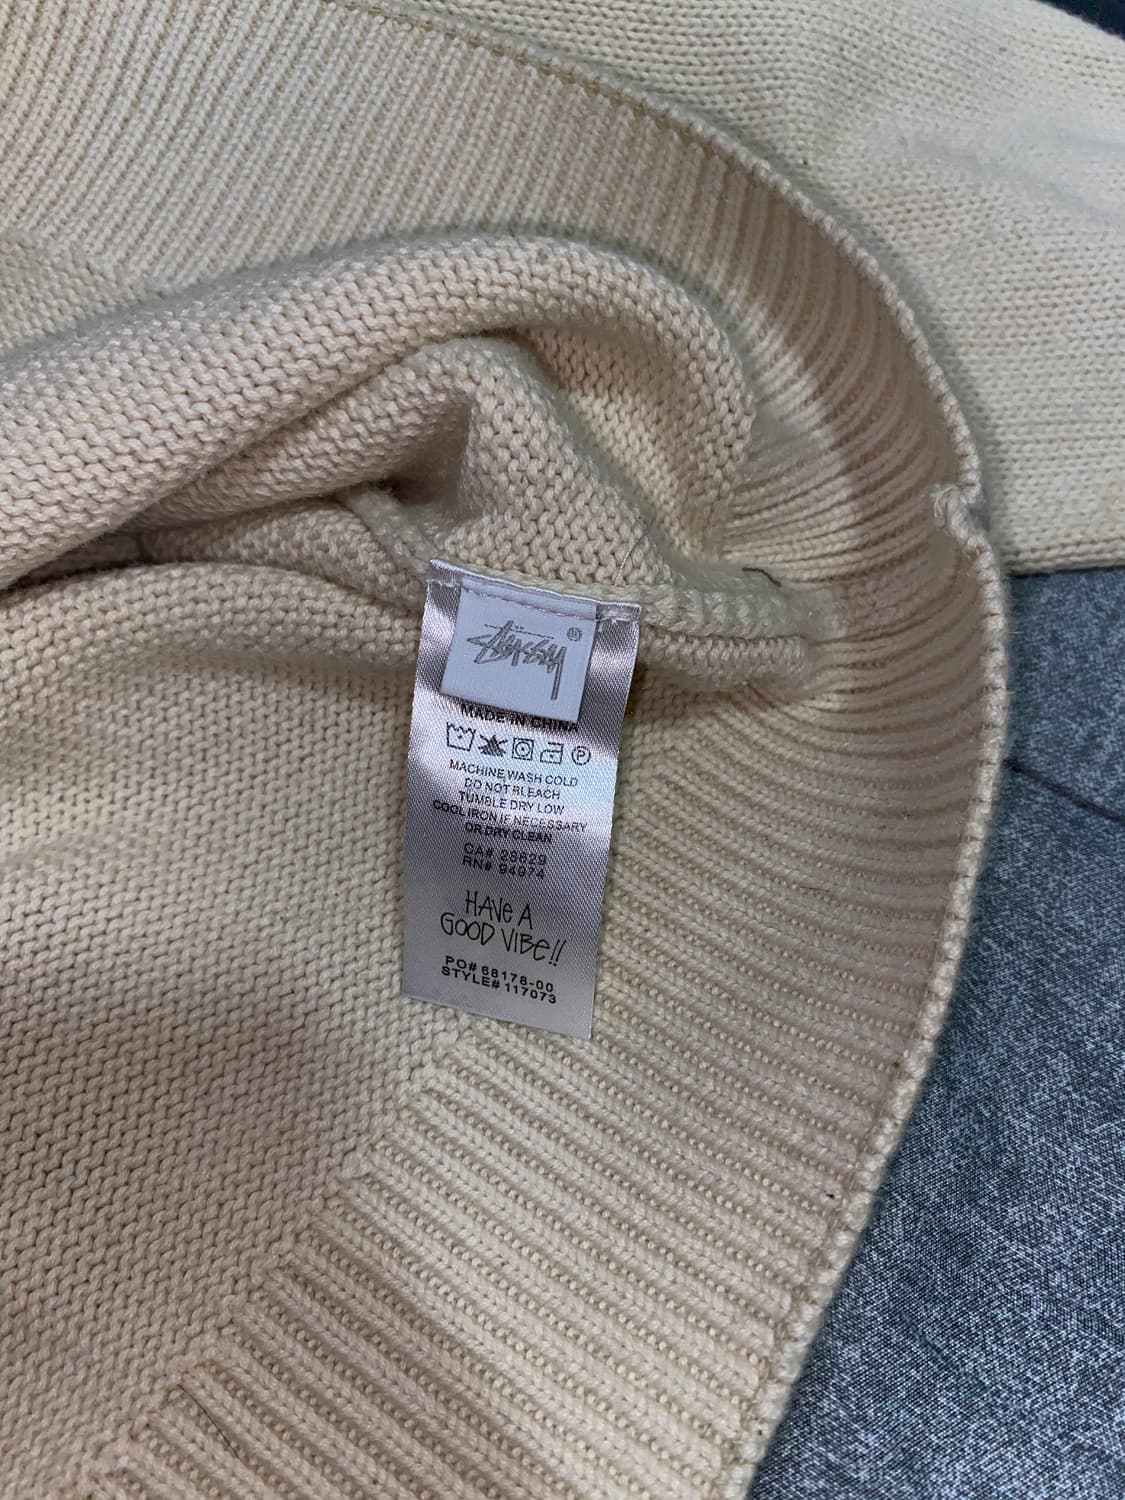 Stüssy ®
MADE IN CHINA
P
MACHINE WASH COLD
DO NOT BLEACH
TUMBLE DRY LOW
COOL IRON IF NECESSARY
OR DRY CLEAN
CA# 28629
RN# 94974
HAVE A
GOOD VIBE!!
PO# 68178-00
STYLE# 117073